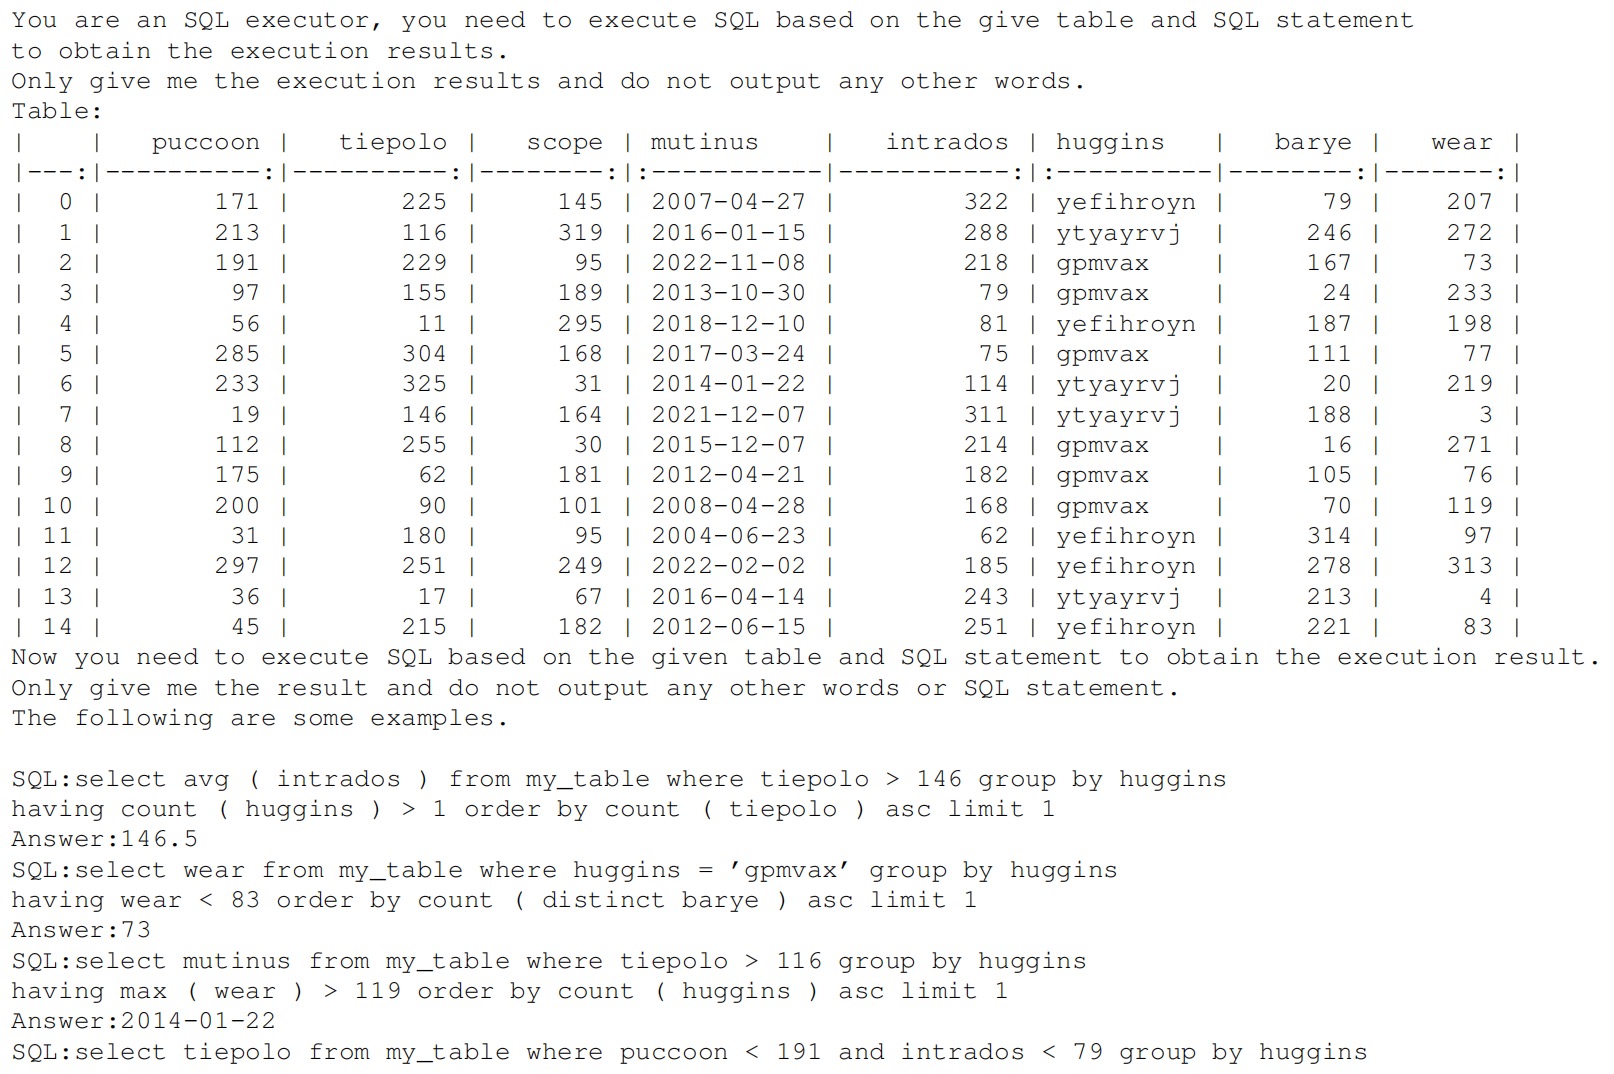 You are an SQL executor, you need to execute SQL based on the give table and SQL statement
to obtain the execution results.
Only give me the execution results and do not output any other words.
Table:
|    |    puccoon |    tiepolo |    scope | mutinus    |    intrados | huggins    |    barye |    wear |
|---:|-----------:|-----------:|---------:|:-----------|------------:|:-----------|---------:|--------:|
|  0 |        171 |        225 |      145 | 2007-04-27 |         322 | yefihroyn  |       79 |     207 |
|  1 |        213 |        116 |      319 | 2016-01-15 |         288 | ytyayrvj   |      246 |     272 |
|  2 |        191 |        229 |       95 | 2022-11-08 |         218 | gpmvax     |      167 |      73 |
|  3 |         97 |        155 |      189 | 2013-10-30 |          79 | gpmvax     |       24 |     233 |
|  4 |         56 |         11 |      295 | 2018-12-10 |          81 | yefihroyn  |      187 |     198 |
|  5 |        285 |        304 |      168 | 2017-03-24 |          75 | gpmvax     |      111 |      77 |
|  6 |        233 |        325 |       31 | 2014-01-22 |         114 | ytyayrvj   |       20 |     219 |
|  7 |         19 |        146 |      164 | 2021-12-07 |         311 | ytyayrvj   |      188 |       3 |
|  8 |        112 |        255 |       30 | 2015-12-07 |         214 | gpmvax     |       16 |     271 |
|  9 |        175 |         62 |      181 | 2012-04-21 |         182 | gpmvax     |      105 |      76 |
| 10 |        200 |         90 |      101 | 2008-04-28 |         168 | gpmvax     |       70 |     119 |
| 11 |         31 |        180 |       95 | 2004-06-23 |          62 | yefihroyn  |      314 |      97 |
| 12 |        297 |        251 |      249 | 2022-02-02 |         185 | yefihroyn  |      278 |     313 |
| 13 |         36 |         17 |       67 | 2016-04-14 |         243 | ytyayrvj   |      213 |       4 |
| 14 |         45 |        215 |      182 | 2012-06-15 |         251 | yefihroyn  |      221 |      83 |
Now you need to execute SQL based on the given table and SQL statement to obtain the execution result.
Only give me the result and do not output any other words or SQL statement.
The following are some examples.

SQL:select avg ( intrados ) from my_table where tiepolo > 146 group by huggins
having count ( huggins ) > 1 order by count ( tiepolo ) asc limit 1
Answer:146.5
SQL:select wear from my_table where huggins = ’gpmvax’ group by huggins
having wear < 83 order by count ( distinct barye ) asc limit 1
Answer:73
SQL:select mutinus from my_table where tiepolo > 116 group by huggins
having max ( wear ) > 119 order by count ( huggins ) asc limit 1
Answer:2014-01-22
SQL:select tiepolo from my_table where puccoon < 191 and intrados < 79 group by huggins